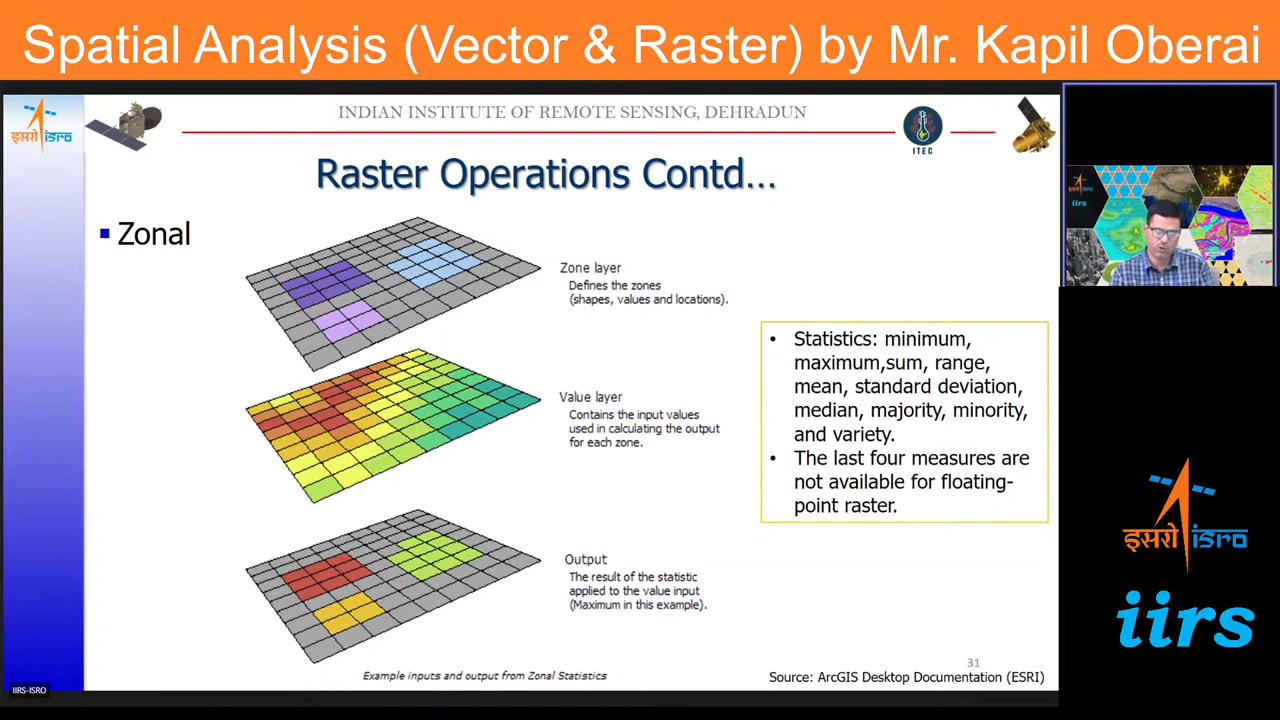 Spatial Analysis (Vector & Raster) by Mr. Kapil Oberai
INDIAN INSTITUTE OF REMOTE SENSING, DEHRADUN
इसरो isro
ITEC
Raster Operations Contd...
Zonal
Zone layer
Defines the zones
(shapes, values and locations).
Value layer
Contains the input values
used in calculating the output
for each zone.
Output
The result of the statistic
applied to the value input
(Maximum in this example).
Example inputs and output from Zonal Statistics
• Statistics: minimum,
maximum,sum, range,
mean, standard deviation,
median, majority, minority,
and variety.
• The last four measures are
not available for floating-
point raster.
31
Source: ArcGIS Desktop Documentation (ESRI)
IIRS-ISRO
इसरो isro
iirs
इसरो isro
iirs